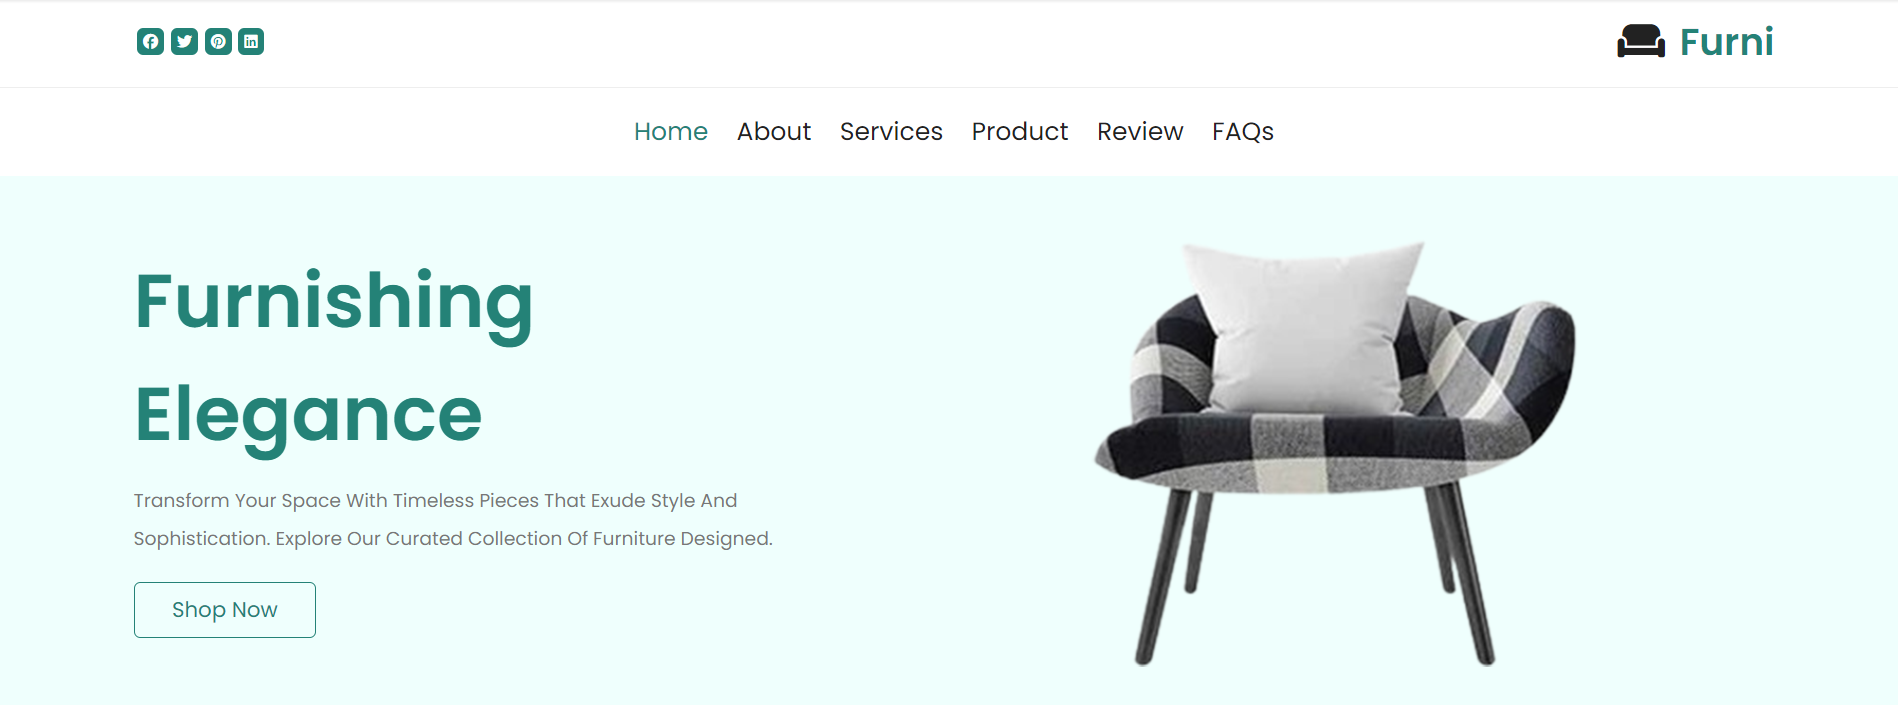 Furni
Home About Services Product Review FAQs
Furnishing
Elegance
Transform Your Space With Timeless Pieces That Exude Style And
Sophistication. Explore Our Curated Collection Of Furniture Designed.
Shop Now